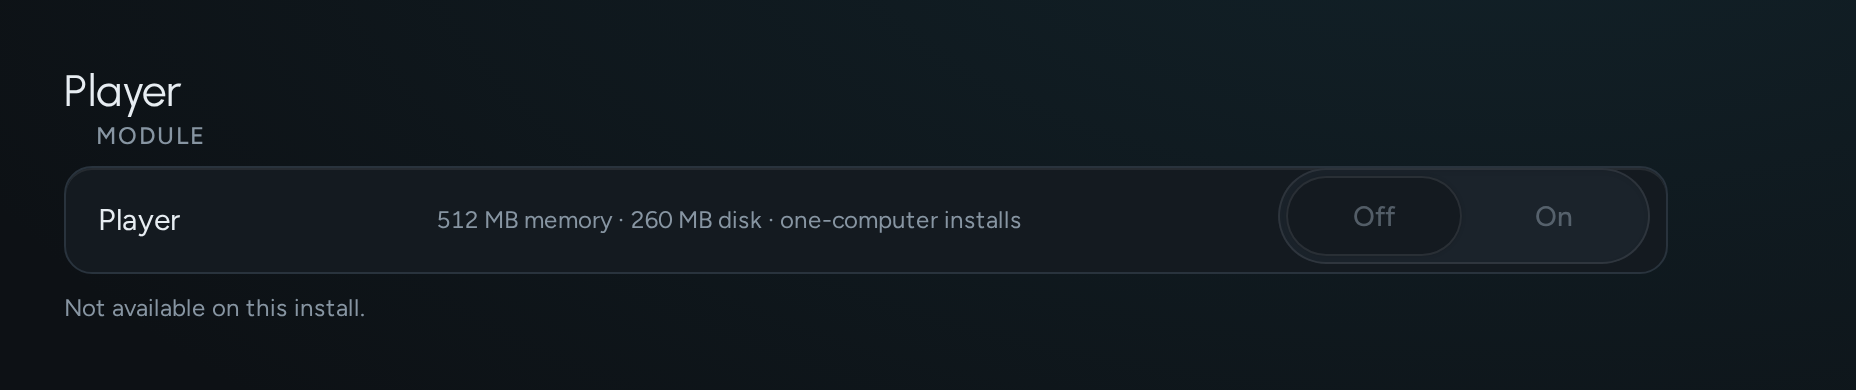 Player
MODULE
Player 512 MB memory · 260 MB disk · one-computer installs Off On
Not available on this install.